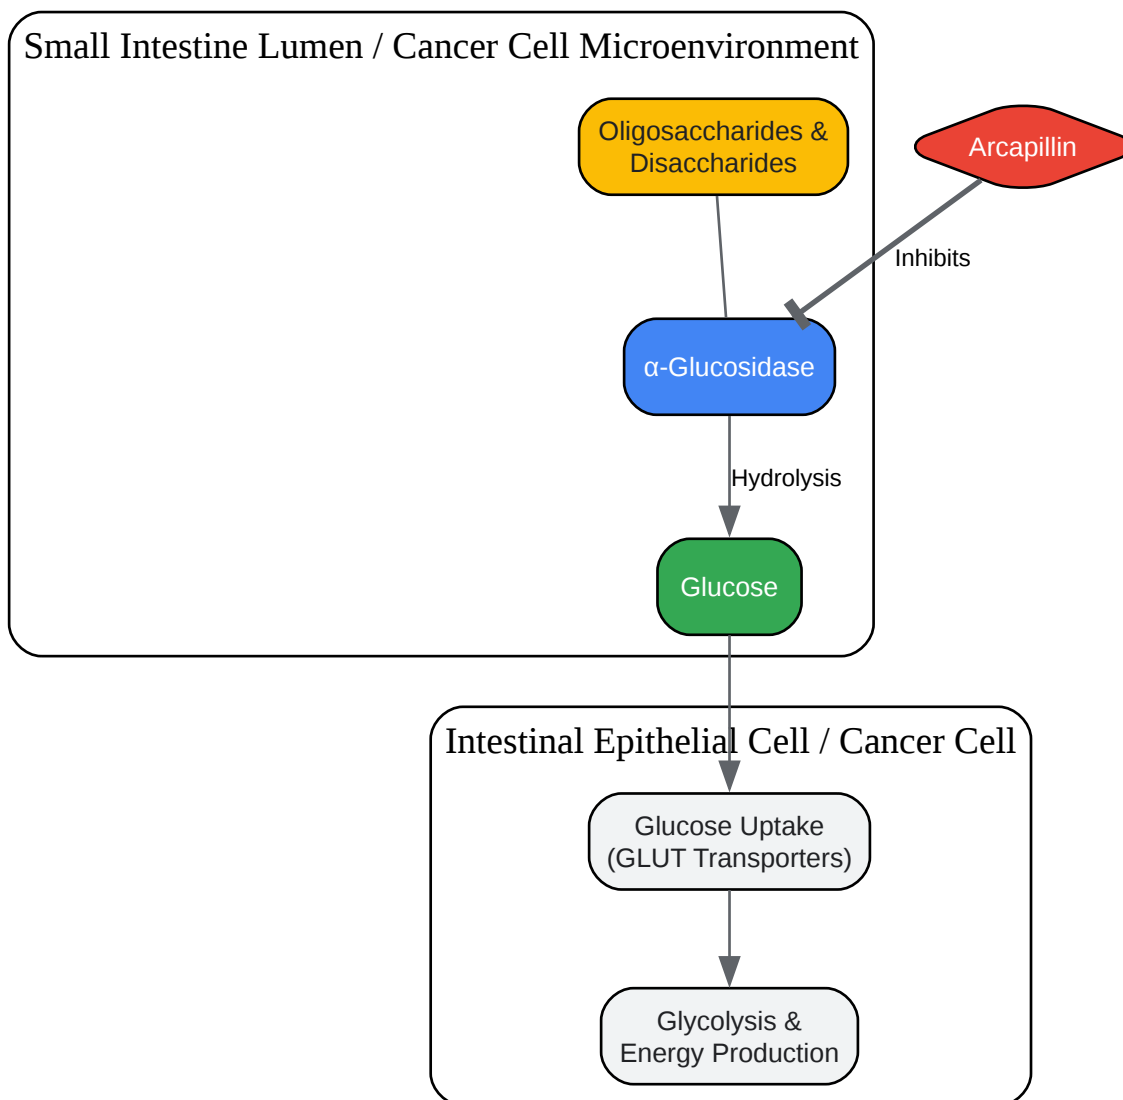 Small Intestine Lumen / Cancer Cell Microenvironment
Oligosaccharides &
Disaccharides
Arcapillin
Inhibits
α-Glucosidase
Hydrolysis
Glucose
Intestinal Epithelial Cell / Cancer Cell
Glucose Uptake
(GLUT Transporters)
Glycolysis &
Energy Production